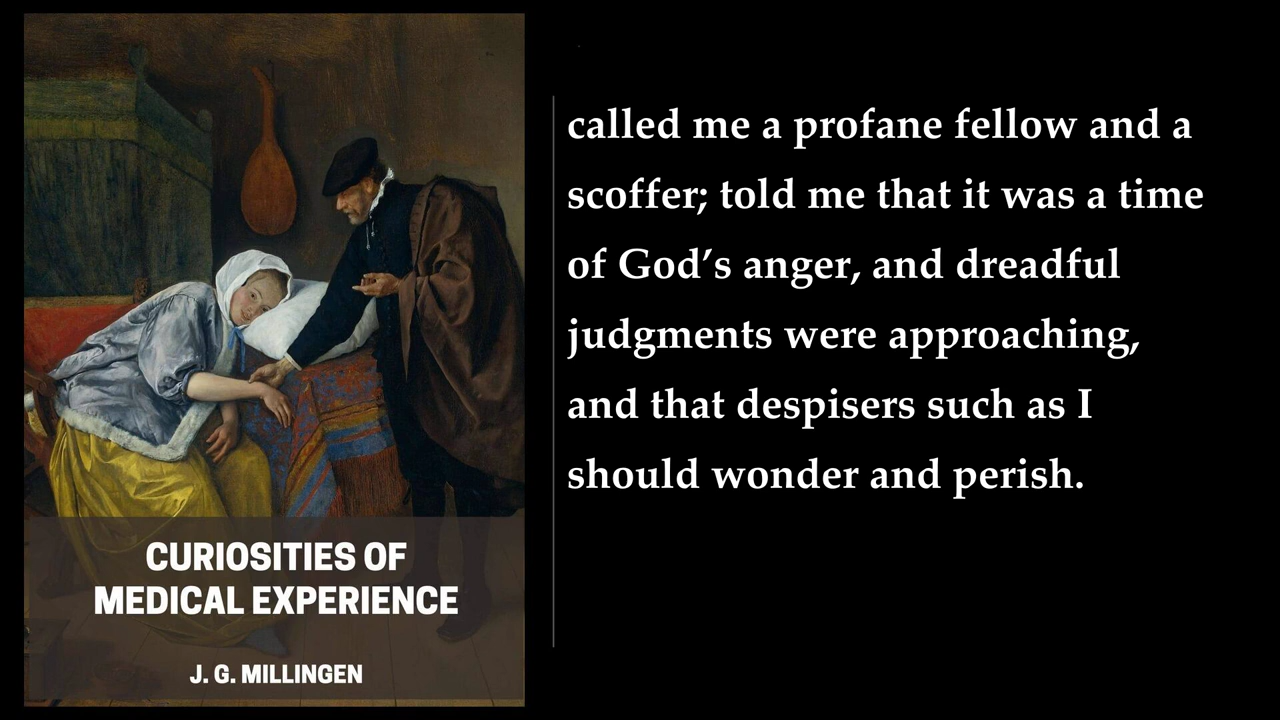 called me a profane fellow and a
scoffer; told me that it was a time
of God’s anger, and dreadful
judgments were approaching,
and that despisers such as I
should wonder and perish.
CURIOSITIES OF
MEDICAL EXPERIENCE
J. G. MILLINGEN